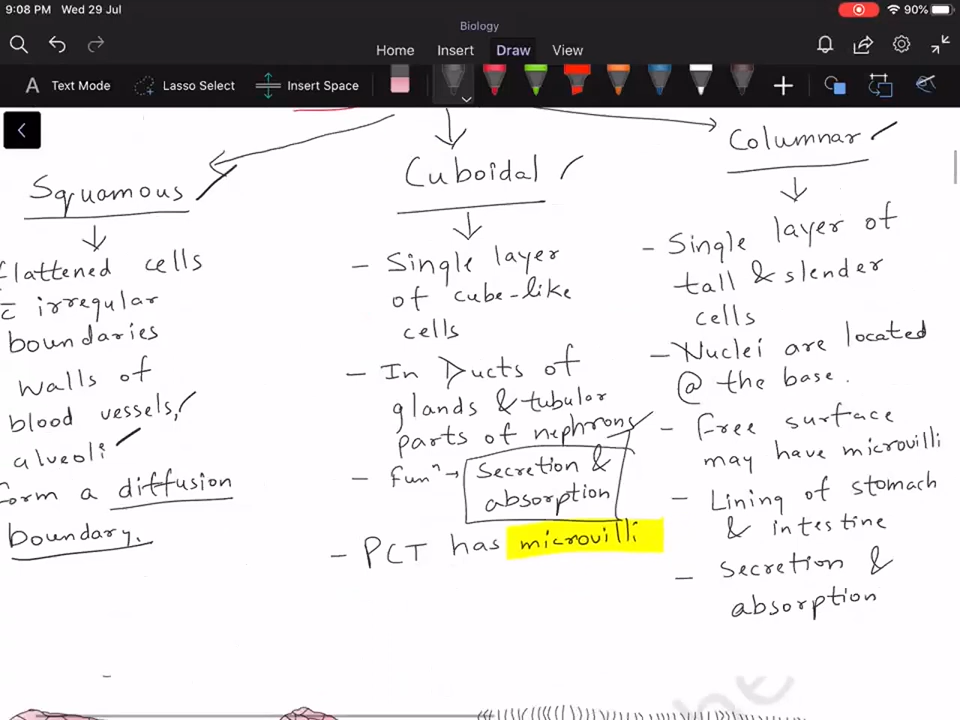 9:08 PM Wed 29 Jul
90%
Biology
Home Insert Draw View
Text Mode Lasso Select Insert Space
Squamous
flattened cells
c̄ irregular
boundaries
walls of
blood vessels,
alveoli
form a diffusion
boundary.
Cuboidal
- Single layer
of cube-like
cells
- In Ducts of
glands & tubular
parts of nephrons
- funⁿ → Secretion &
absorption
- PCT has microvilli
Columnar
- Single layer of
tall & slender
cells
- Nuclei are located
@ the base.
- free surface
may have microvilli
- Lining of stomach
& intestine
- Secretion &
absorption